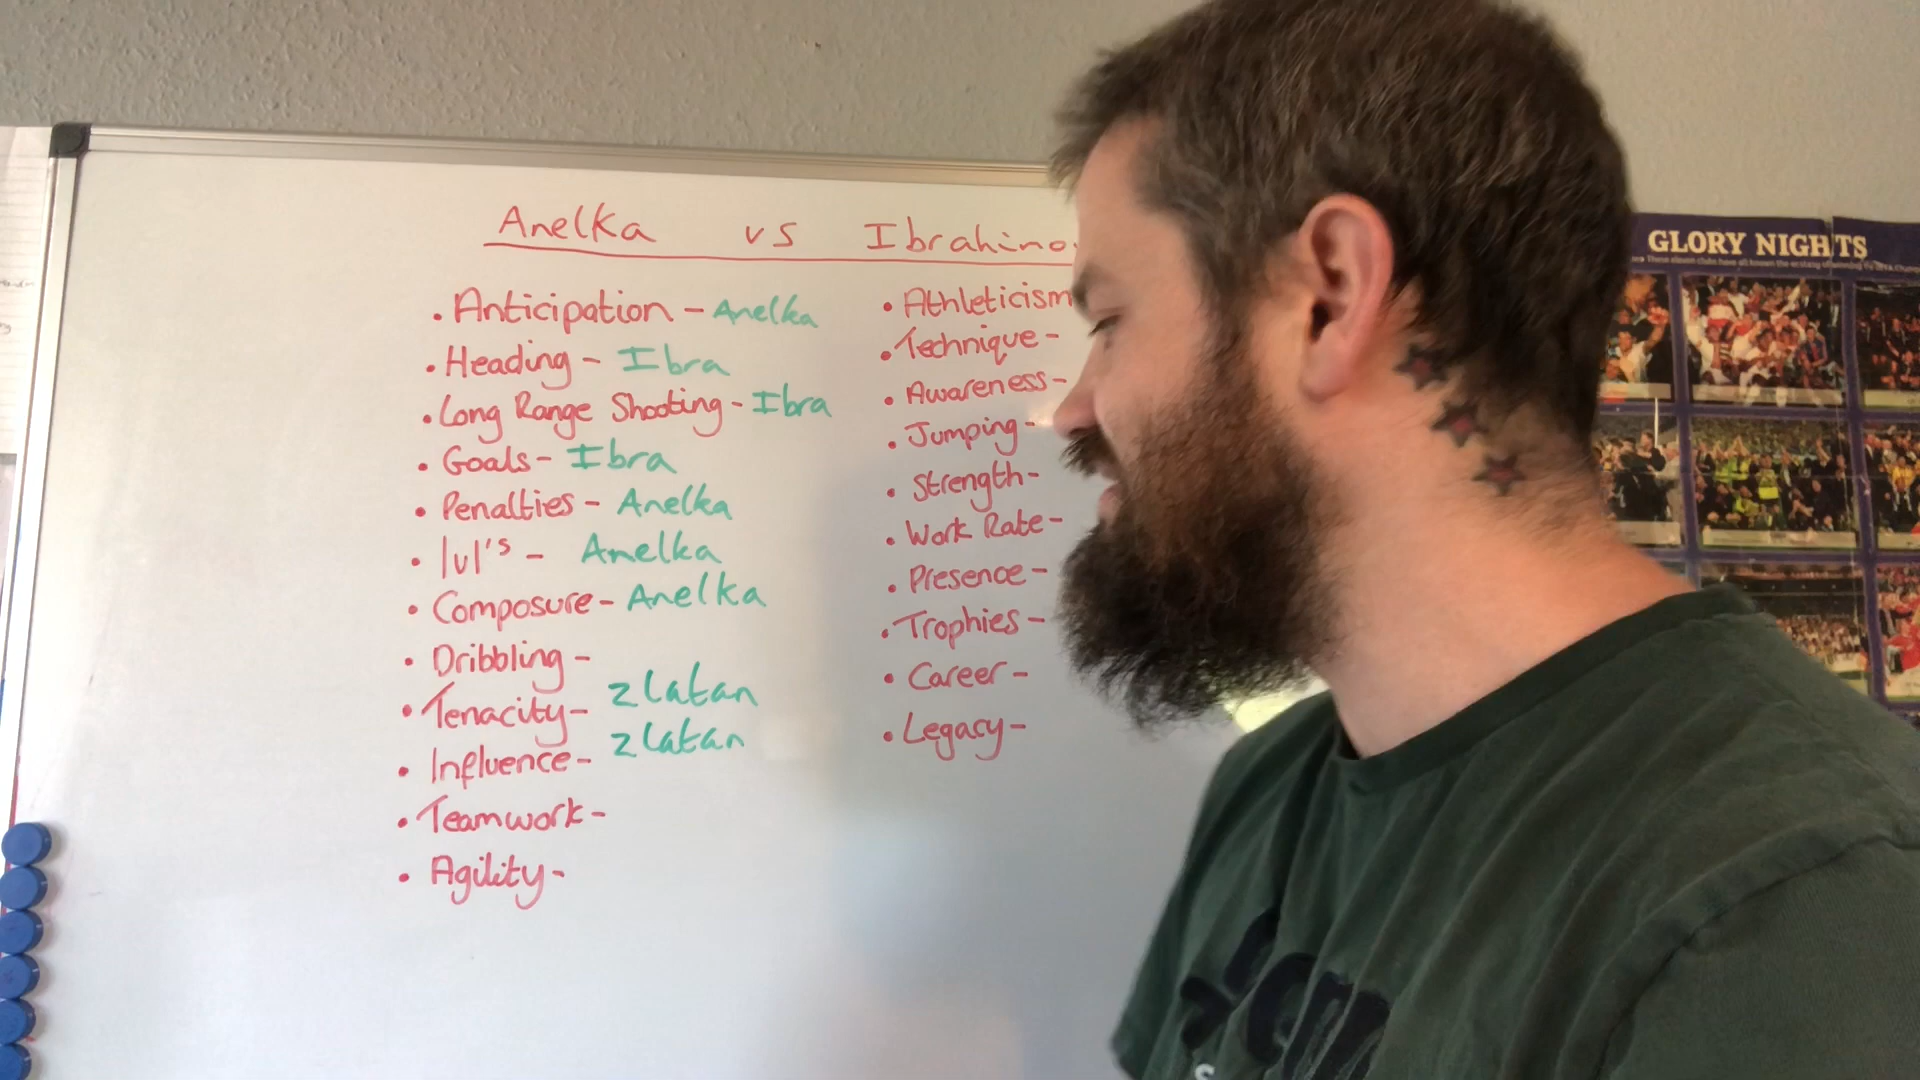 Anelka vs Ibrahimo
• Anticipation - Anelka
• Heading - Ibra
• Long Range Shooting - Ibra
• Goals - Ibra
• Penalties - Anelka
• 1v1's - Anelka
• Composure - Anelka
• Dribbling -
• Tenacity - Zlatan
• Influence - Zlatan
• Teamwork -
• Agility -
• Athleticism
• Technique -
• Awareness -
• Jumping -
• Strength -
• Work Rate -
• Presence -
• Trophies -
• Career -
• Legacy -
GLORY NIGHTS